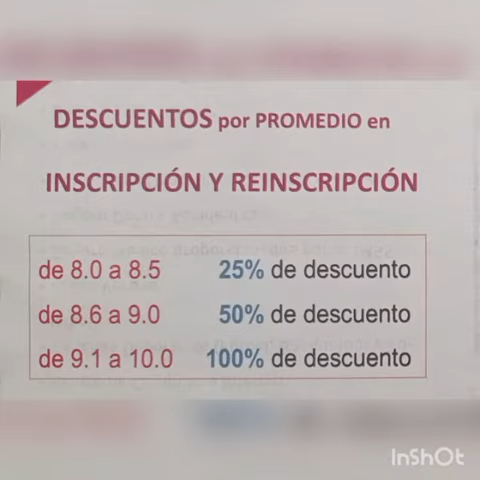 DESCUENTOS por PROMEDIO en
INSCRIPCIÓN Y REINSCRIPCIÓN
de 8.0 a 8.5 25% de descuento
de 8.6 a 9.0 50% de descuento
de 9.1 a 10.0 100% de descuento
InShOt